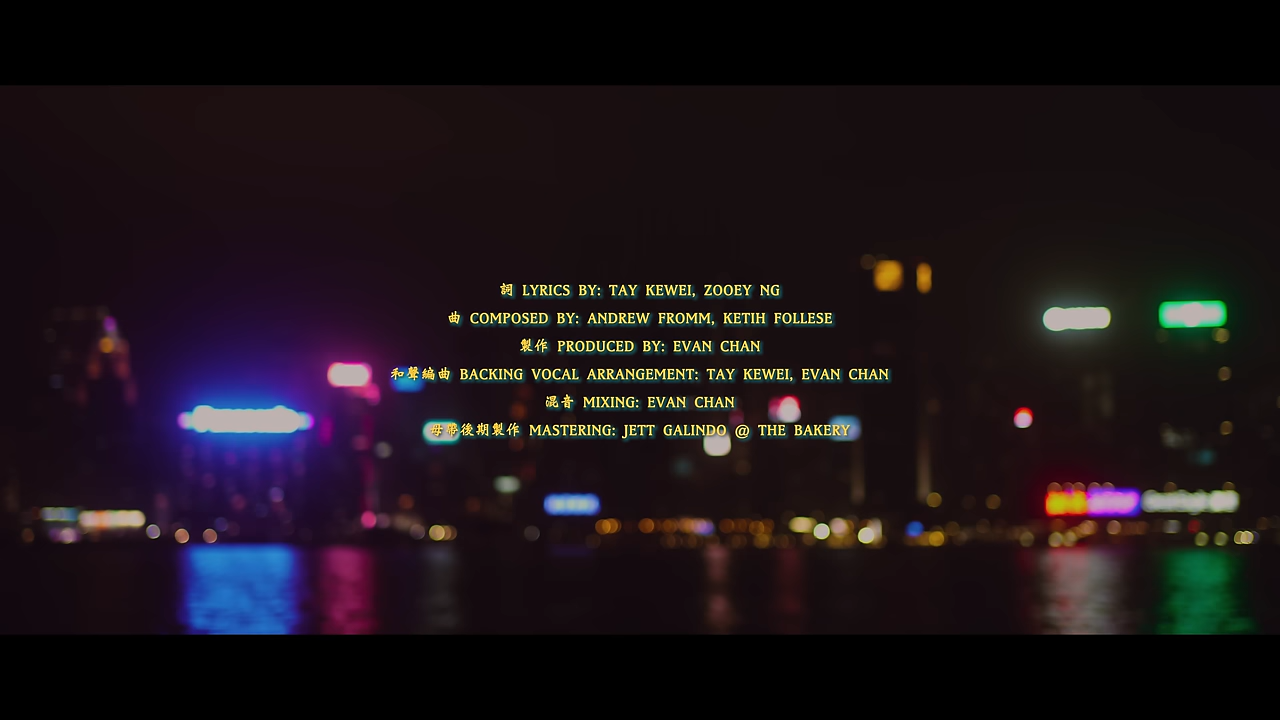 詞 LYRICS BY: TAY KEWEI, ZOOEY NG
曲 COMPOSED BY: ANDREW FROMM, KETIH FOLLESE
製作 PRODUCED BY: EVAN CHAN
和聲編曲 BACKING VOCAL ARRANGEMENT: TAY KEWEI, EVAN CHAN
混音 MIXING: EVAN CHAN
母帶後期製作 MASTERING: JETT GALINDO @ THE BAKERY